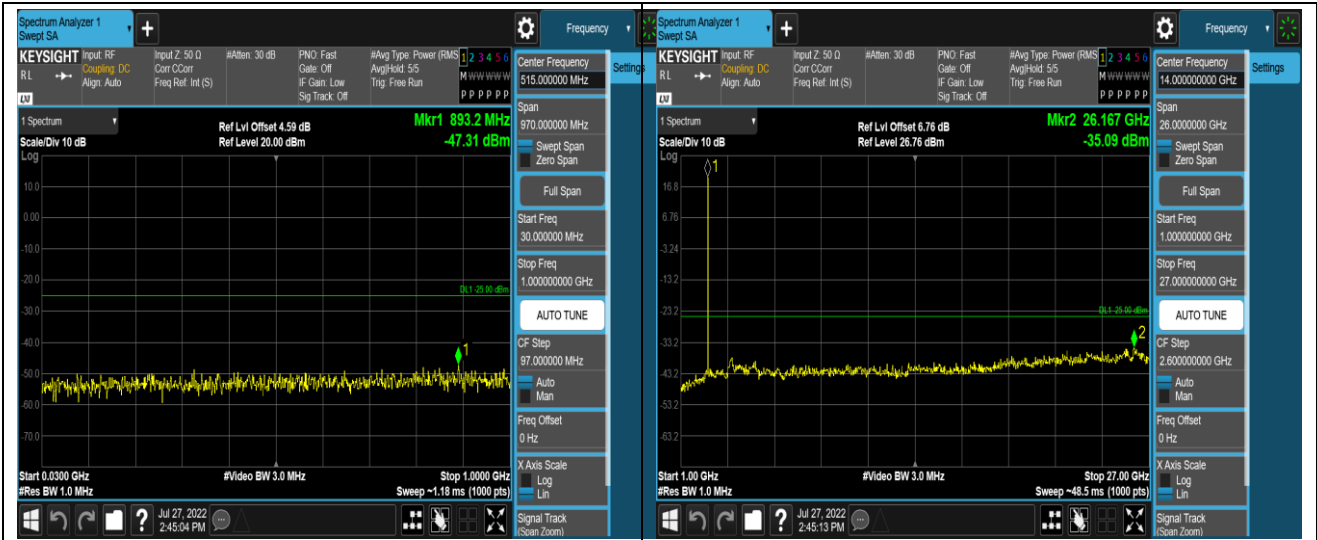 Spectrum Analyzer 1
Swept SA
Frequency
KEYSIGHT
Input: RF
Coupling: DC
Align: Auto
Input Z: 50 Ω
Corr CCorr
Freq Ref: Int (S)
#Atten: 30 dB
PNO: Fast
Gate: Off
IF Gain: Low
Sig Track: Off
#Avg Type: Power (RMS
Avg|Hold: 5/5
Trig: Free Run
1 2 3 4 5 6
M W W W W W
P P P P P P
RL
LXI
Center Frequency
515.000000 MHz
Settings
1 Spectrum
Scale/Div 10 dB
Log
Ref Lvl Offset 4.59 dB
Ref Level 20.00 dBm
Mkr1 893.2 MHz
-47.31 dBm
Span
970.000000 MHz
Swept Span
Zero Span
Full Span
Start Freq
30.000000 MHz
Stop Freq
1.000000000 GHz
AUTO TUNE
CF Step
97.000000 MHz
Auto
Man
Freq Offset
0 Hz
X Axis Scale
Log
Lin
Signal Track
(Span Zoom)
10.0
0.00
-10.0
-20.0
DL1 -25.00 dBm
-30.0
-40.0
1
-50.0
-60.0
-70.0
Start 0.0300 GHz
#Res BW 1.0 MHz
#Video BW 3.0 MHz
Stop 1.0000 GHz
Sweep ~1.18 ms (1000 pts)
?
Jul 27, 2022
2:45:04 PM
Spectrum Analyzer 1
Swept SA
Frequency
KEYSIGHT
Input: RF
Coupling: DC
Align: Auto
Input Z: 50 Ω
Corr CCorr
Freq Ref: Int (S)
#Atten: 30 dB
PNO: Fast
Gate: Off
IF Gain: Low
Sig Track: Off
#Avg Type: Power (RMS
Avg|Hold: 5/5
Trig: Free Run
1 2 3 4 5 6
M W W W W W
P P P P P P
RL
LXI
Center Frequency
14.000000000 GHz
Settings
1 Spectrum
Scale/Div 10 dB
Log
Ref Lvl Offset 6.76 dB
Ref Level 26.76 dBm
Mkr2 26.167 GHz
-35.09 dBm
Span
26.0000000 GHz
Swept Span
Zero Span
Full Span
Start Freq
1.000000000 GHz
Stop Freq
27.000000000 GHz
AUTO TUNE
CF Step
2.600000000 GHz
Auto
Man
Freq Offset
0 Hz
X Axis Scale
Log
Lin
Signal Track
(Span Zoom)
1
16.8
6.76
-3.24
-13.2
-23.2
DL1 -25.00 dBm
-33.2
2
-43.2
-53.2
-63.2
Start 1.00 GHz
#Res BW 1.0 MHz
#Video BW 3.0 MHz
Stop 27.00 GHz
Sweep ~48.5 ms (1000 pts)
?
Jul 27, 2022
2:45:13 PM